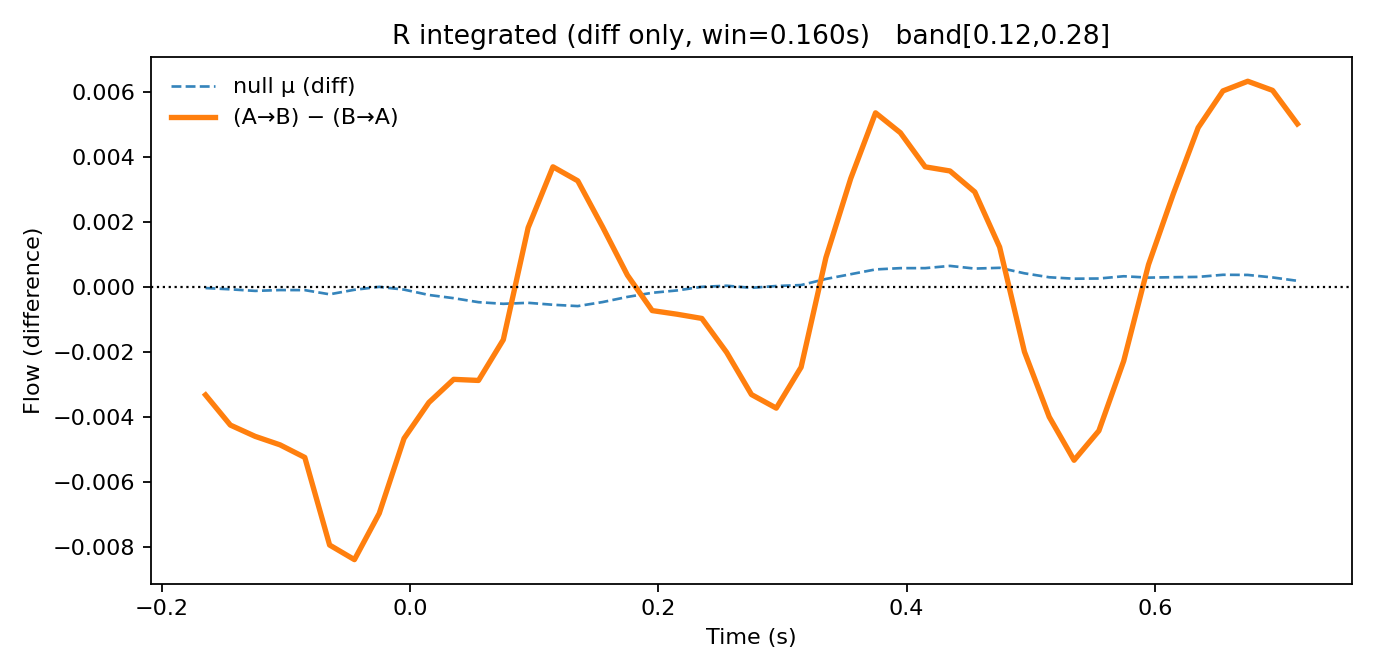 R integrated (diff only, win=0.160s)   band[0.12,0.28]
null μ (diff)
(A→B) − (B→A)
Flow (difference)
0.006
0.004
0.002
0.000
−0.002
−0.004
−0.006
−0.008
−0.2
0.0
0.2
0.4
0.6
Time (s)